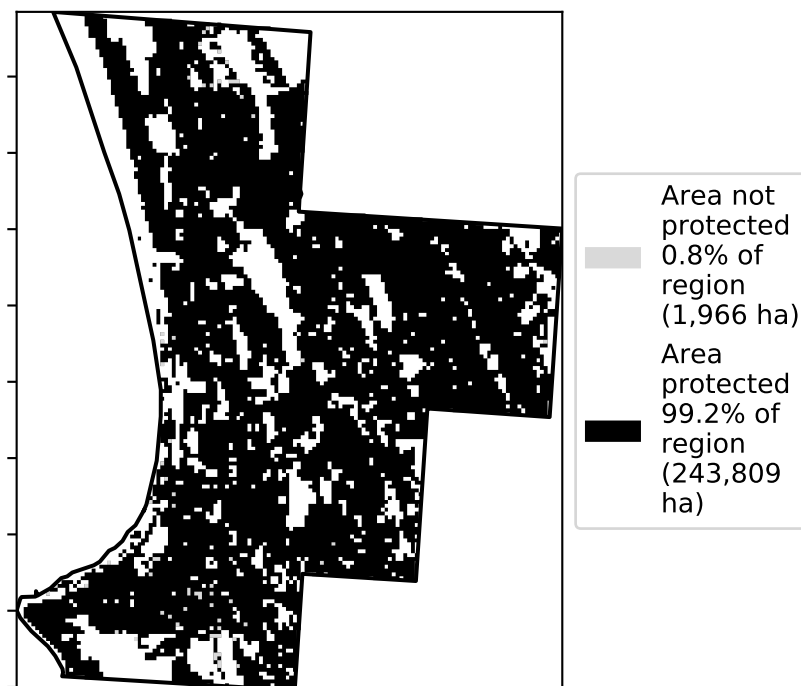 Area not
protected
0.8% of
region
(1,966 ha)
Area
protected
99.2% of
region
(243,809
ha)